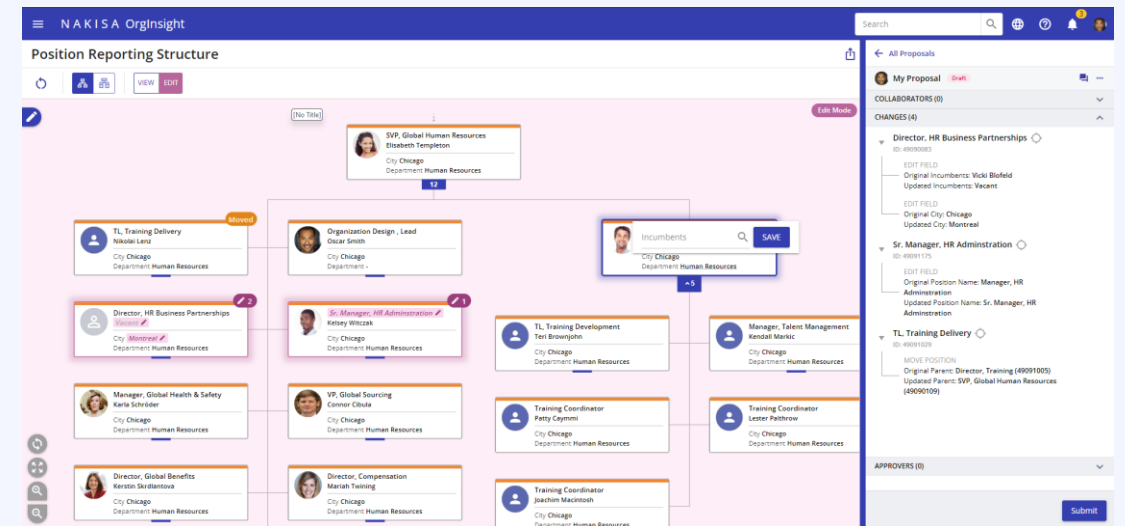 NAKISA OrgInsight
Search
3
Position Reporting Structure
VIEW EDIT
[No Title]
Edit Mode
SVP, Global Human Resources
Elisabeth Templeton
City Chicago
Department Human Resources
12
Moved
TL, Training Delivery
Nikolai Lenz
City Chicago
Department Human Resources
Organization Design , Lead
Oscar Smith
City Chicago
Department -
Incumbents
SAVE
City Chicago
Department Human Resources
5
2
Director, HR Business Partnerships
Vacant
City Montreal
Department Human Resources
1
Sr. Manager, HR Adminstration
Kelsey Witczak
City Chicago
Department Human Resources
TL, Training Development
Teri Brownjohn
City Chicago
Department Human Resources
Manager, Talent Management
Kendall Markic
City Chicago
Department Human Resources
Manager, Global Health & Safety
Karla Schröder
City Chicago
Department Human Resources
VP, Global Sourcing
Connor Cibula
City Chicago
Department Human Resources
Training Coordinator
Patty Caymmi
City Chicago
Department Human Resources
Training Coordinator
Lester Palthrow
City Chicago
Department Human Resources
Director, Global Benefits
Kerstin Skrdlantova
City Chicago
Department Human Resources
Director, Compensation
Mariah Twining
City Chicago
Department Human Resources
Training Coordinator
Joachim Macintosh
City Chicago
Department Human Resources
All Proposals
My Proposal Draft
COLLABORATORS (0)
CHANGES (4)
Director, HR Business Partnerships
ID: 49090083
EDIT FIELD
Original Incumbents: Vicki Blofeld
Updated Incumbents: Vacant
EDIT FIELD
Original City: Chicago
Updated City: Montreal
Sr. Manager, HR Adminstration
ID: 49091175
EDIT FIELD
Original Position Name: Manager, HR
Adminstration
Updated Position Name: Sr. Manager, HR
Adminstration
TL, Training Delivery
ID: 49091029
MOVE POSITION
Original Parent: Director, Training (49091005)
Updated Parent: SVP, Global Human Resources
(49090109)
APPROVERS (0)
Submit